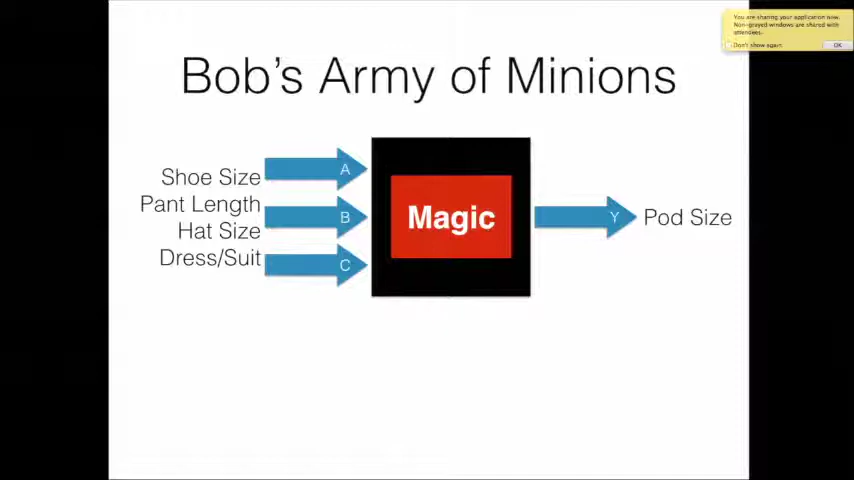 You are sharing your application now.
Non-grayed windows are shared with
attendees.
Don't show again.
OK
Bob's Army of Minions
Shoe Size
Pant Length
Hat Size
Dress/Suit
A
B
C
Magic
Y
Pod Size